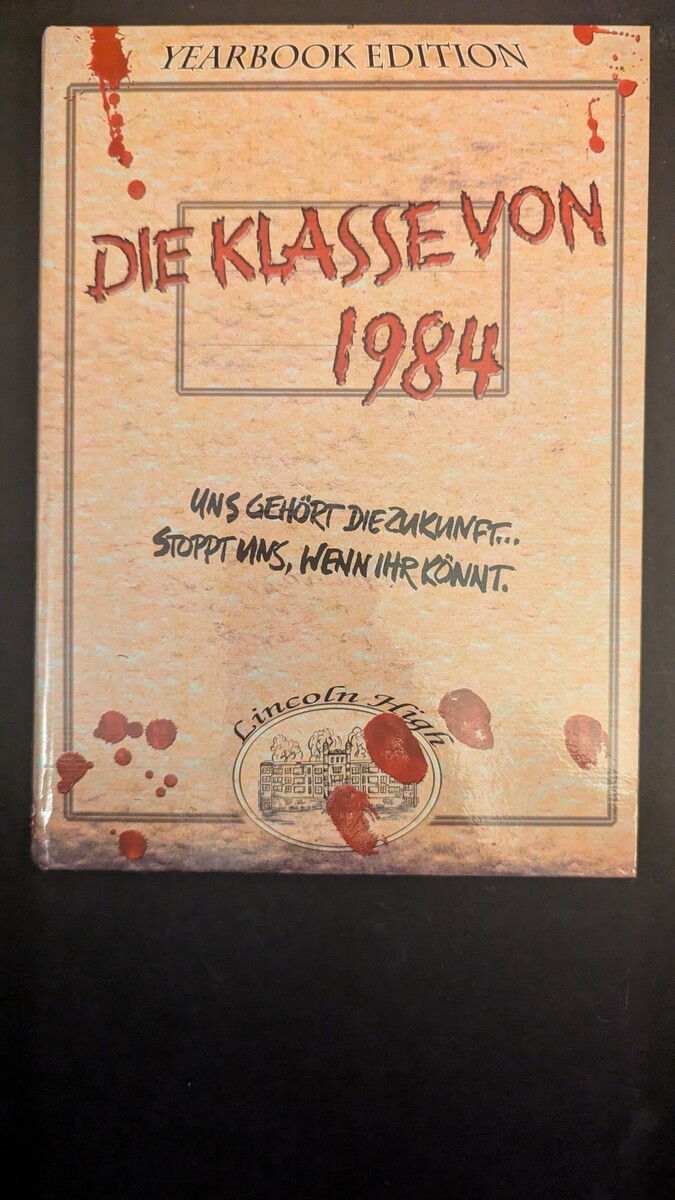 YEARBOOK EDITION
DIE KLASSE VON
1984
UNS GEHÖRT DIE ZUKUNFT...
STOPPT UNS, WENN IHR KÖNNT.
Lincoln High